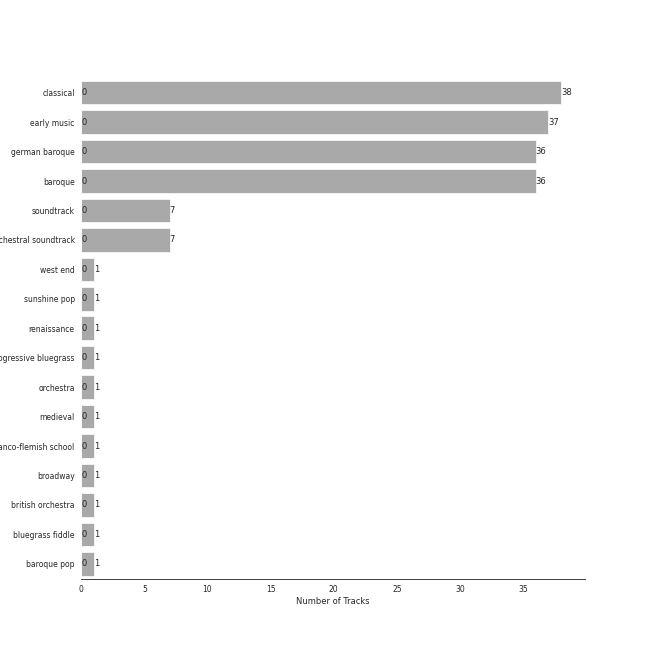 classical 0 38
early music 0 37
german baroque 0 36
baroque 0 36
soundtrack 0 7
chestral soundtrack 0 7
west end 0 1
sunshine pop 0 1
renaissance 0 1
ogressive bluegrass 0 1
orchestra 0 1
medieval 0 1
anco-flemish school 0 1
broadway 0 1
british orchestra 0 1
bluegrass fiddle 0 1
baroque pop 0 1
0 5 10 15 20 25 30 35
Number of Tracks